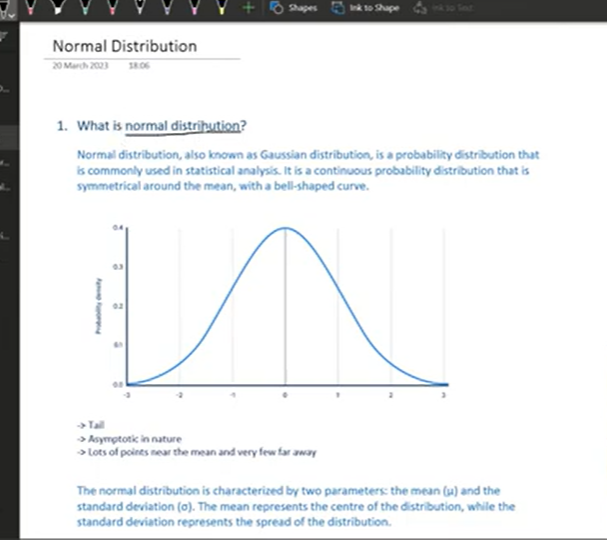 Shapes
Ink to Shape
Ink to Text
Normal Distribution
20 March 2023 18:06
1. What is normal distribution?
Normal distribution, also known as Gaussian distribution, is a probability distribution that
is commonly used in statistical analysis. It is a continuous probability distribution that is
symmetrical around the mean, with a bell-shaped curve.
0.4
0.3
0.2
0.1
0.0
Probability density
-3 -2 -1 0 1 2 3
-> Tail
-> Asymptotic in nature
-> Lots of points near the mean and very few far away
The normal distribution is characterized by two parameters: the mean (μ) and the
standard deviation (σ). The mean represents the centre of the distribution, while the
standard deviation represents the spread of the distribution.